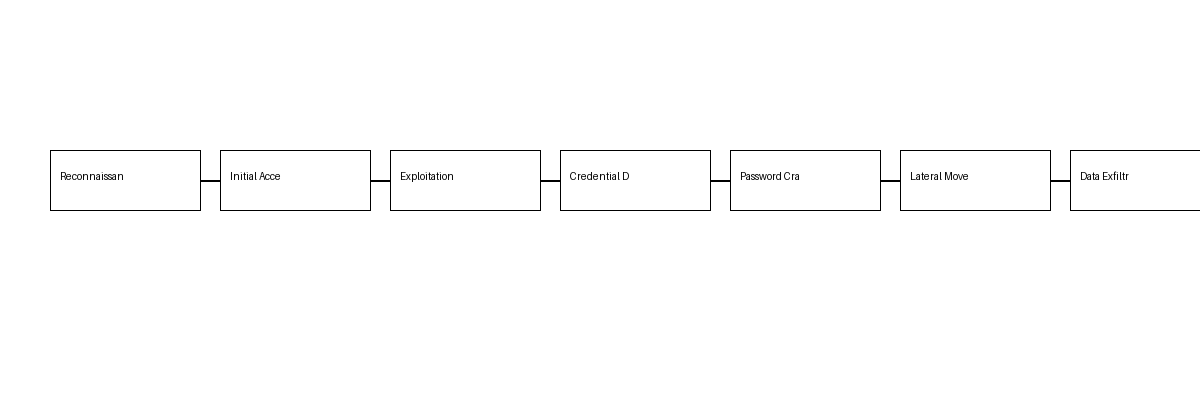 Reconnaissan
Initial Acce
Exploitation
Credential D
Password Cra
Lateral Move
Data Exfiltr